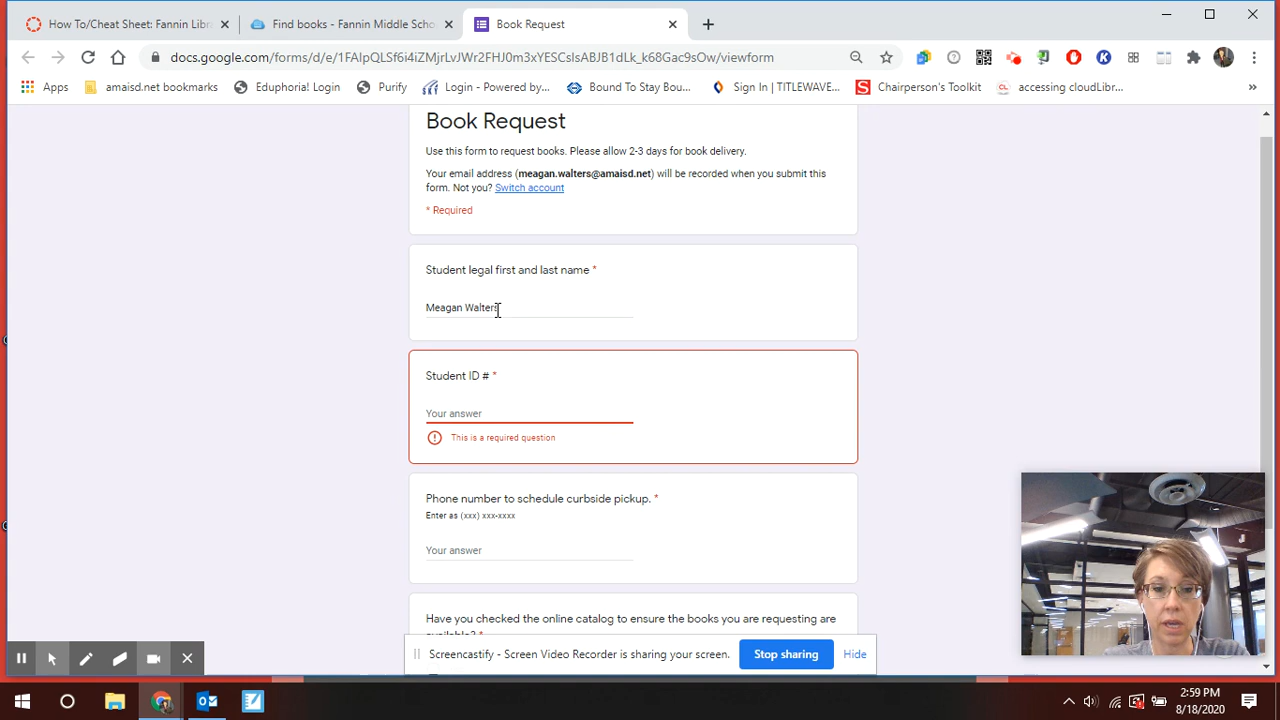 How To/Cheat Sheet: Fannin Libr
Find books - Fannin Middle Scho
Book Request
docs.google.com/forms/d/e/1FAIpQLSf6i4iZMjrLvIWr2FHJ0m3xYESCsIsABJB1dLk_k68Gac9sOw/viewform
Apps
amaisd.netbookmarks
Eduphoria! Login
Purify
Login - Powered by...
Bound To Stay Bou...
Sign In | TITLEWAVE...
Chairperson's Toolkit
accessing cloudLibr...
»
Book Request
Use this form to request books. Please allow 2-3 days for book delivery.
Your email address (meagan.walters@amaisd.net) will be recorded when you submit this
form. Not you? Switch account
* Required
Student legal first and last name *
Meagan Walters
Student ID # *
Your answer
This is a required question
Phone number to schedule curbside pickup. *
Enter as (xxx) xxx-xxxx
Your answer
Have you checked the online catalog to ensure the books you are requesting are
available? *
Screencastify - Screen Video Recorder is sharing your screen.
Stop sharing
Hide
2:59 PM
8/18/2020